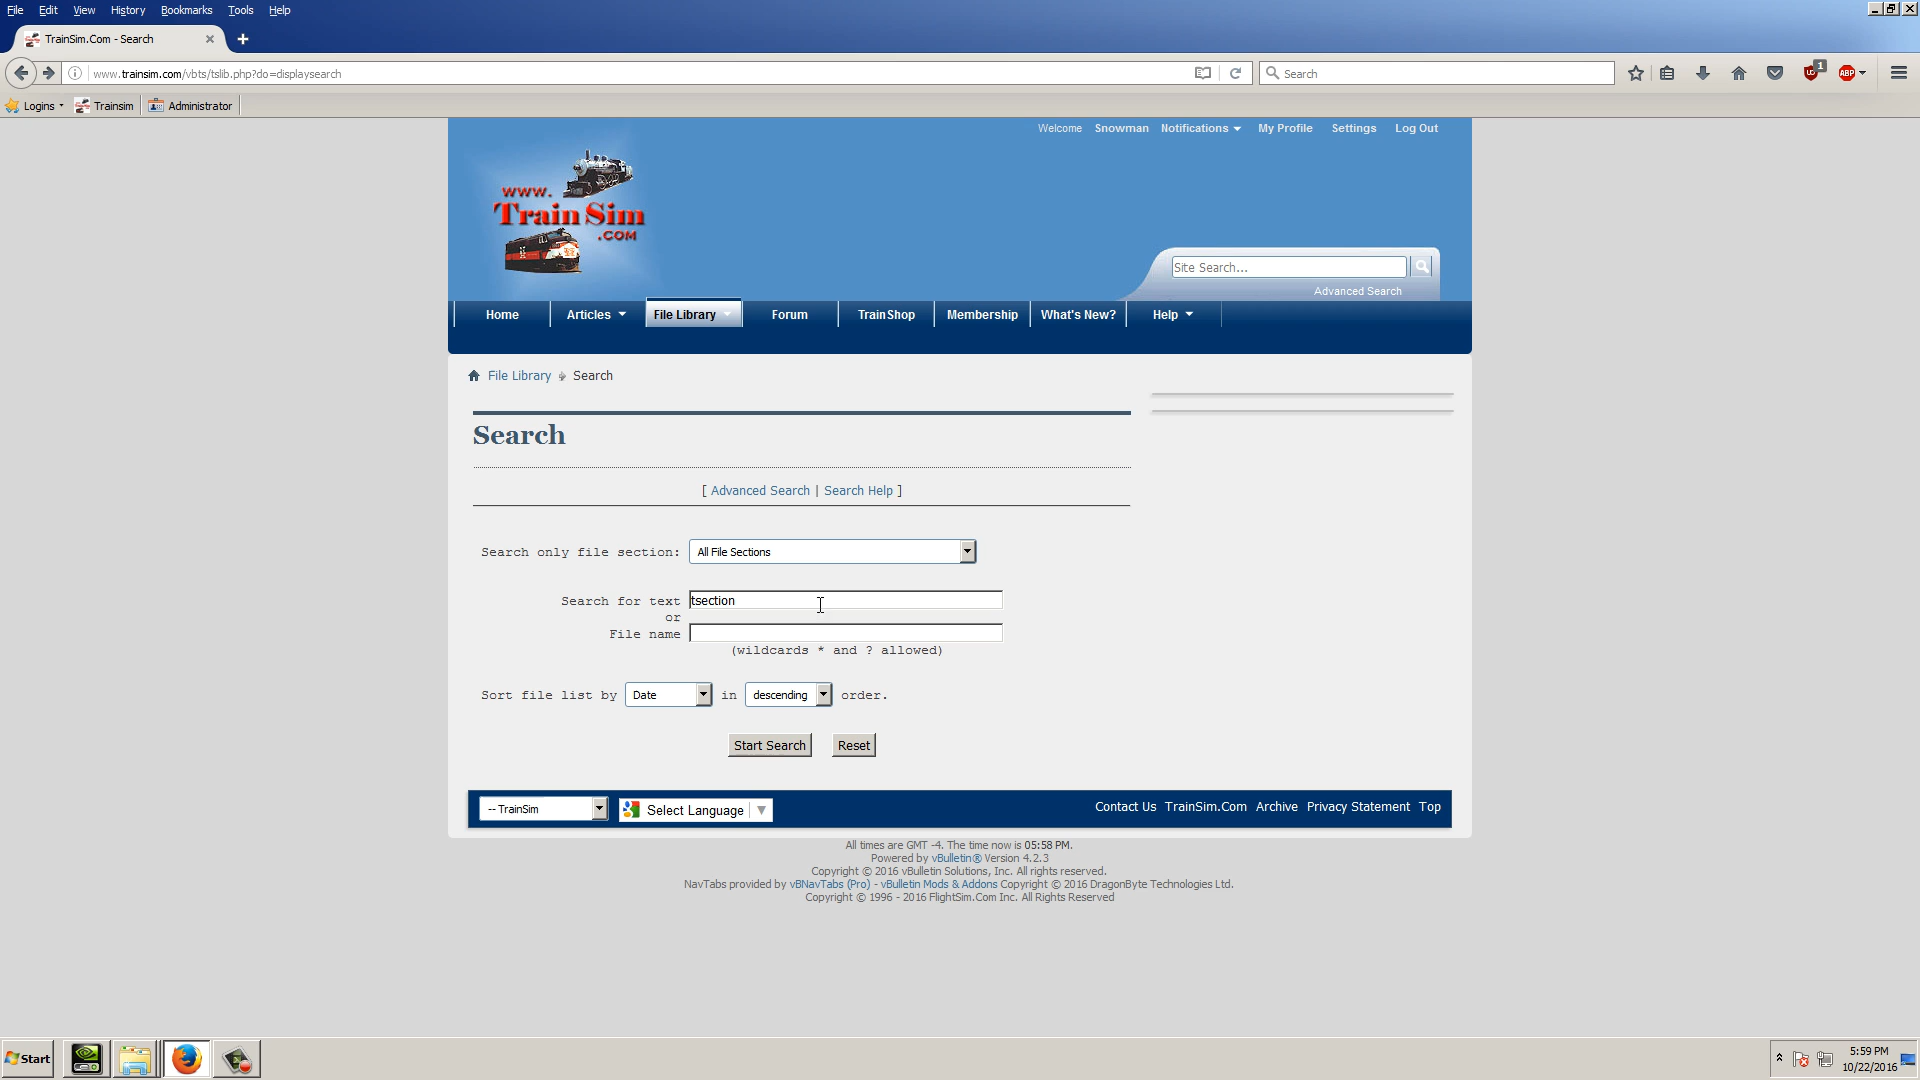 File Edit View History Bookmarks Tools Help
TrainSim.Com - Search
www.trainsim.com/vbts/tslib.php?do=displaysearch
Search
1
ABP
Logins Trainsim Administrator
Welcome Snowman Notifications My Profile Settings Log Out
www.
Train Sim
.COM
Site Search...
Advanced Search
Home Articles File Library Forum TrainShop Membership What's New? Help
File Library Search
Search
[ Advanced Search | Search Help ]
Search only file section: All File Sections
Search for text tsection
or
File name
(wildcards * and ? allowed)
Sort file list by Date in descending order.
Start Search Reset
-- TrainSim Select Language Contact Us TrainSim.Com Archive Privacy Statement Top
All times are GMT -4. The time now is 05:58 PM.
Powered by vBulletin® Version 4.2.3
Copyright © 2016 vBulletin Solutions, Inc. All rights reserved.
NavTabs provided by vBNavTabs (Pro) - vBulletin Mods & Addons Copyright © 2016 DragonByte Technologies Ltd.
Copyright © 1996 - 2016 FlightSim.Com Inc. All Rights Reserved
Start
5:59 PM
10/22/2016